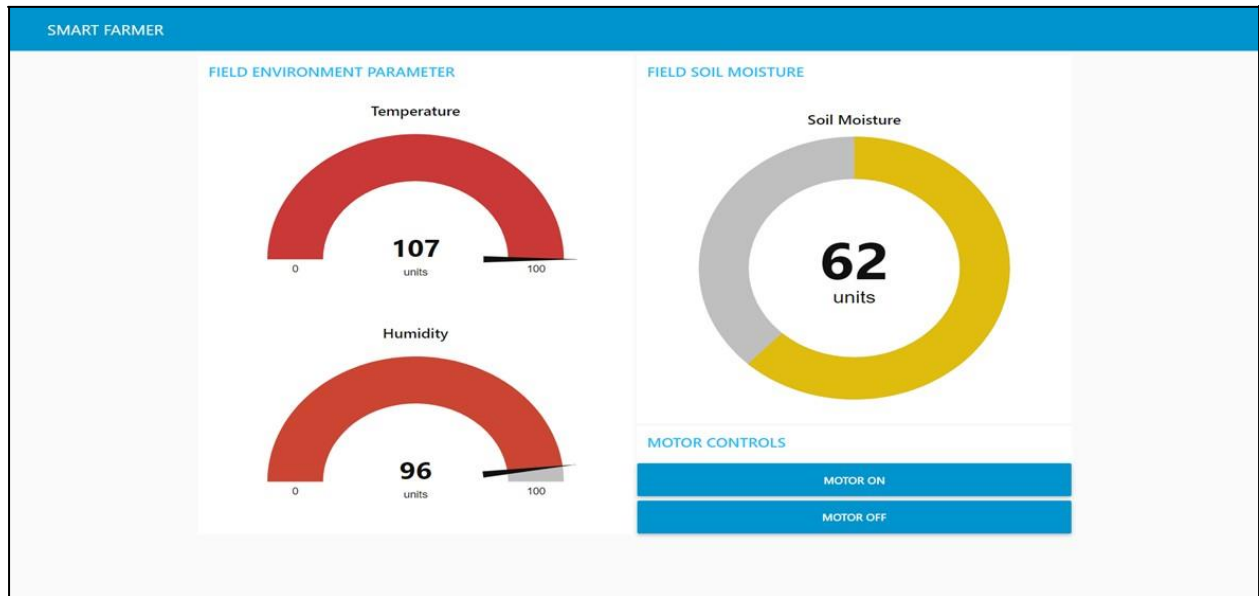 SMART FARMER
FIELD ENVIRONMENT PARAMETER
Temperature
107
units
0
100
Humidity
96
units
0
100
FIELD SOIL MOISTURE
Soil Moisture
62
units
MOTOR CONTROLS
MOTOR ON
MOTOR OFF